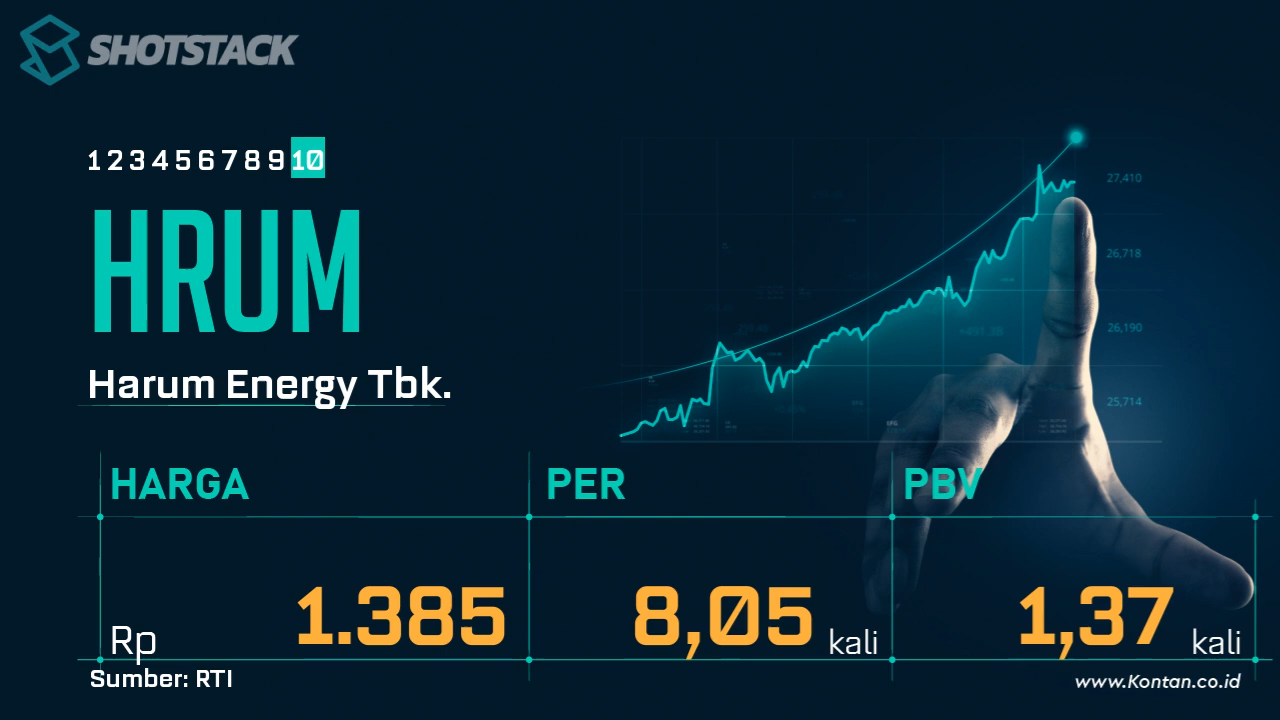 SHOTSTACK
1 2 3 4 5 6 7 8 9 10
HRUM
Harum Energy Tbk.
27,410
26,718
26,190
25,714
HARGA PER PBV
Rp 1.385 8,05 kali 1,37 kali
Sumber: RTI
www.Kontan.co.id